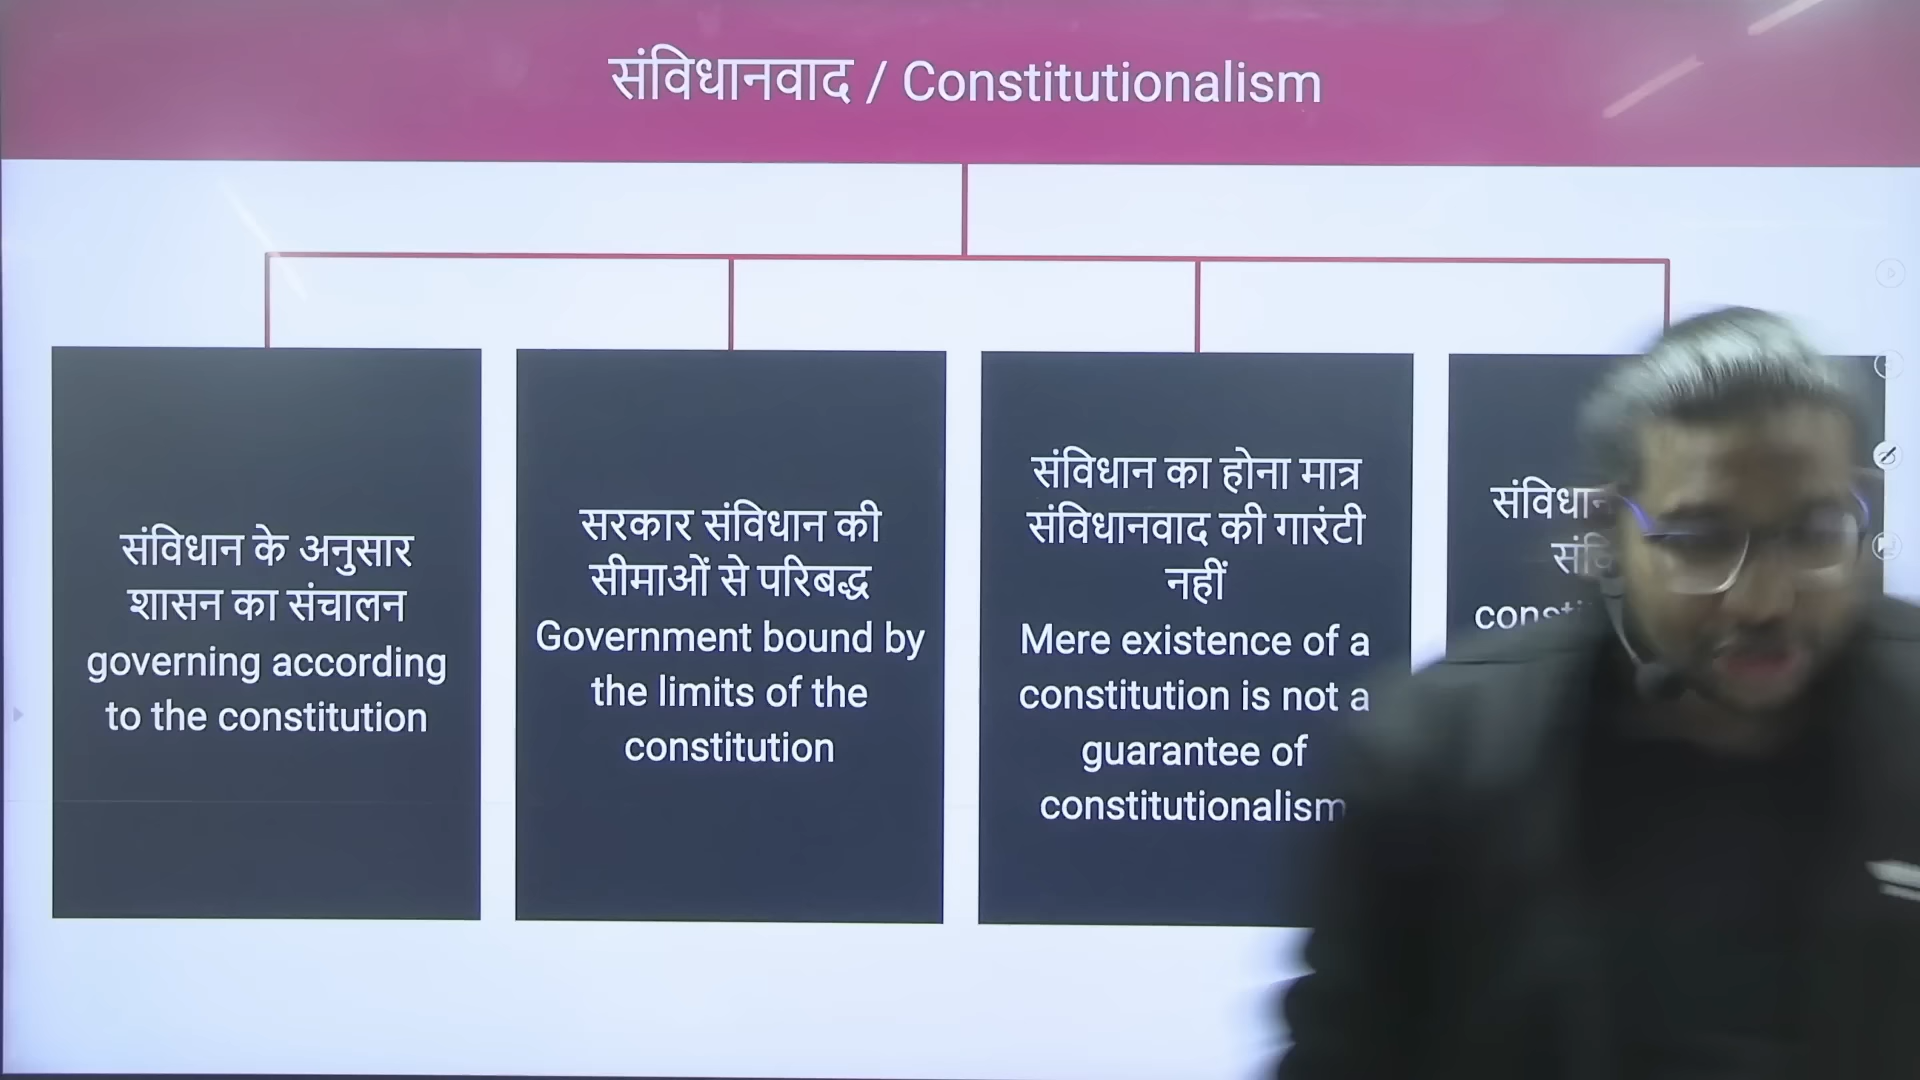 संविधानवाद / Constitutionalism
संविधान के अनुसार
शासन का संचालन
governing according
to the constitution
सरकार संविधान की
सीमाओं से परिबद्ध
Government bound by
the limits of the
constitution
संविधान का होना मात्र
संविधानवाद की गारंटी
नहीं
Mere existence of a
constitution is not a
guarantee of
constitutionalism